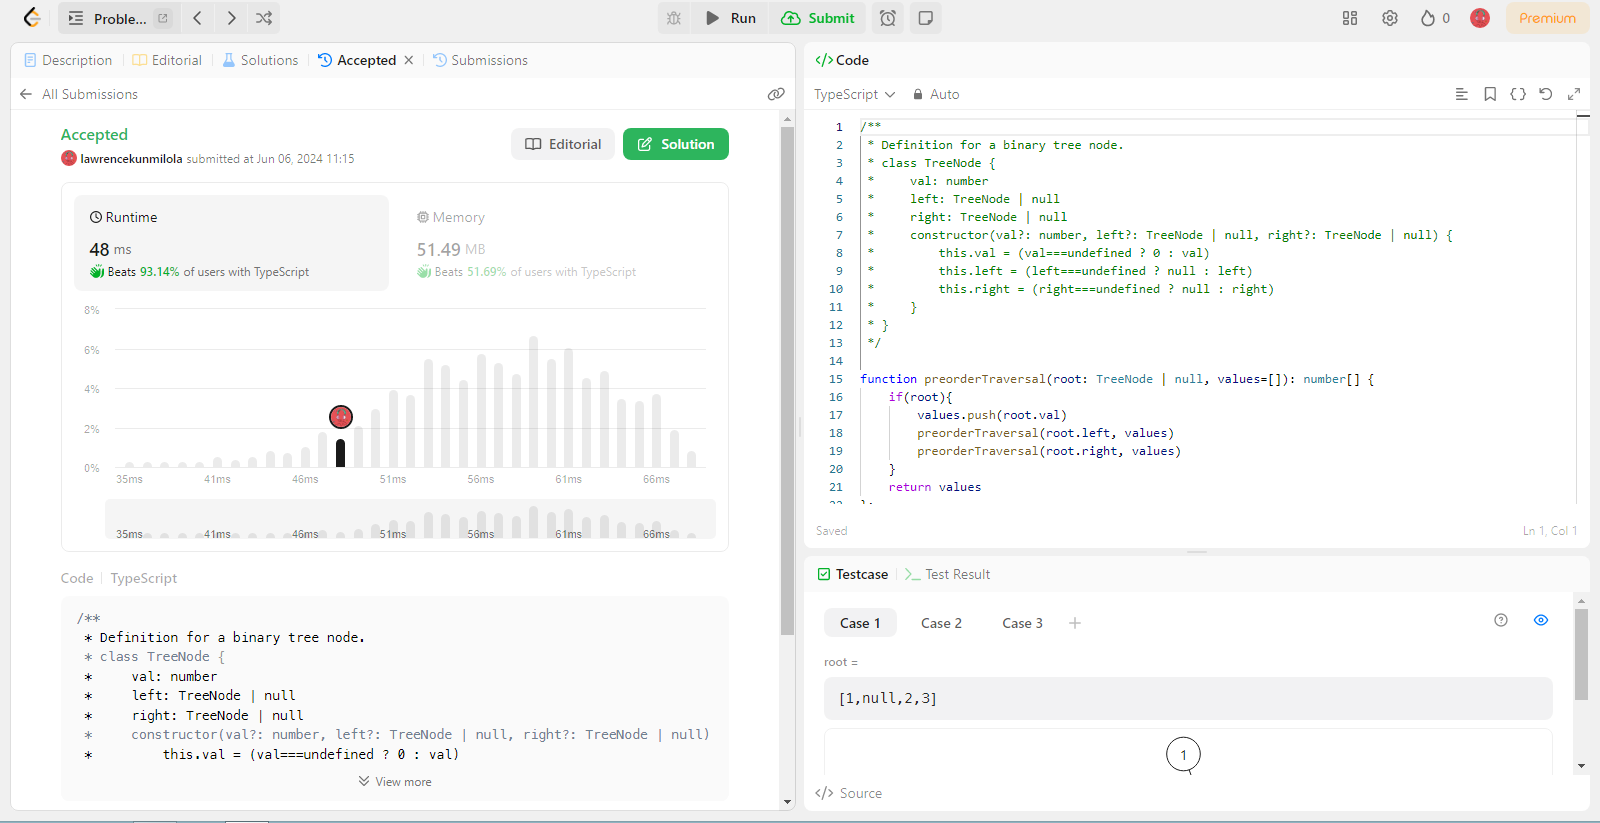 Proble...
Run
Submit
0
Premium
Description
Editorial
Solutions
Accepted
Submissions
All Submissions
Accepted
lawrencekunmilola submitted at Jun 06, 2024 11:15
Editorial
Solution
Runtime
48 ms
Beats 93.14% of users with TypeScript
Memory
51.49 MB
Beats 51.69% of users with TypeScript
8%
6%
4%
2%
0%
35ms 41ms 46ms 51ms 56ms 61ms 66ms
35ms 41ms 46ms 51ms 56ms 61ms 66ms
Code
TypeScript
/**
* Definition for a binary tree node.
* class TreeNode {
* val: number
* left: TreeNode | null
* right: TreeNode | null
* constructor(val?: number, left?: TreeNode | null, right?: TreeNode | null)
* this.val = (val===undefined ? 0 : val)
View more
</> Code
TypeScript
Auto
1 /**
2 * Definition for a binary tree node.
3 * class TreeNode {
4 * val: number
5 * left: TreeNode | null
6 * right: TreeNode | null
7 * constructor(val?: number, left?: TreeNode | null, right?: TreeNode | null) {
8 * this.val = (val===undefined ? 0 : val)
9 * this.left = (left===undefined ? null : left)
10 * this.right = (right===undefined ? null : right)
11 * }
12 * }
13 */
14
15 function preorderTraversal(root: TreeNode | null, values=[]): number[] {
16 if(root){
17 values.push(root.val)
18 preorderTraversal(root.left, values)
19 preorderTraversal(root.right, values)
20 }
21 return values
22 };
Saved
Ln 1, Col 1
Testcase
Test Result
Case 1
Case 2
Case 3
+
root =
[1,null,2,3]
1
</> Source